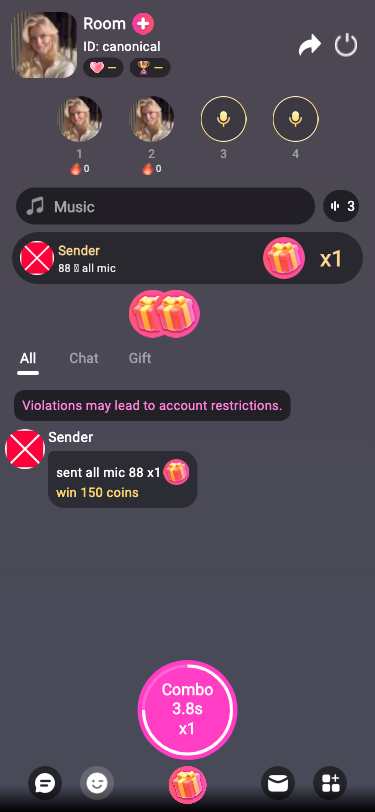 Room
ID: canonical
–
–
1
2
3
4
0
0
Music
3
Sender
88 all mic
x1
All Chat Gift
Violations may lead to account restrictions.
Sender
sent all mic 88 x1
win 150 coins
Combo
3.8s
x1